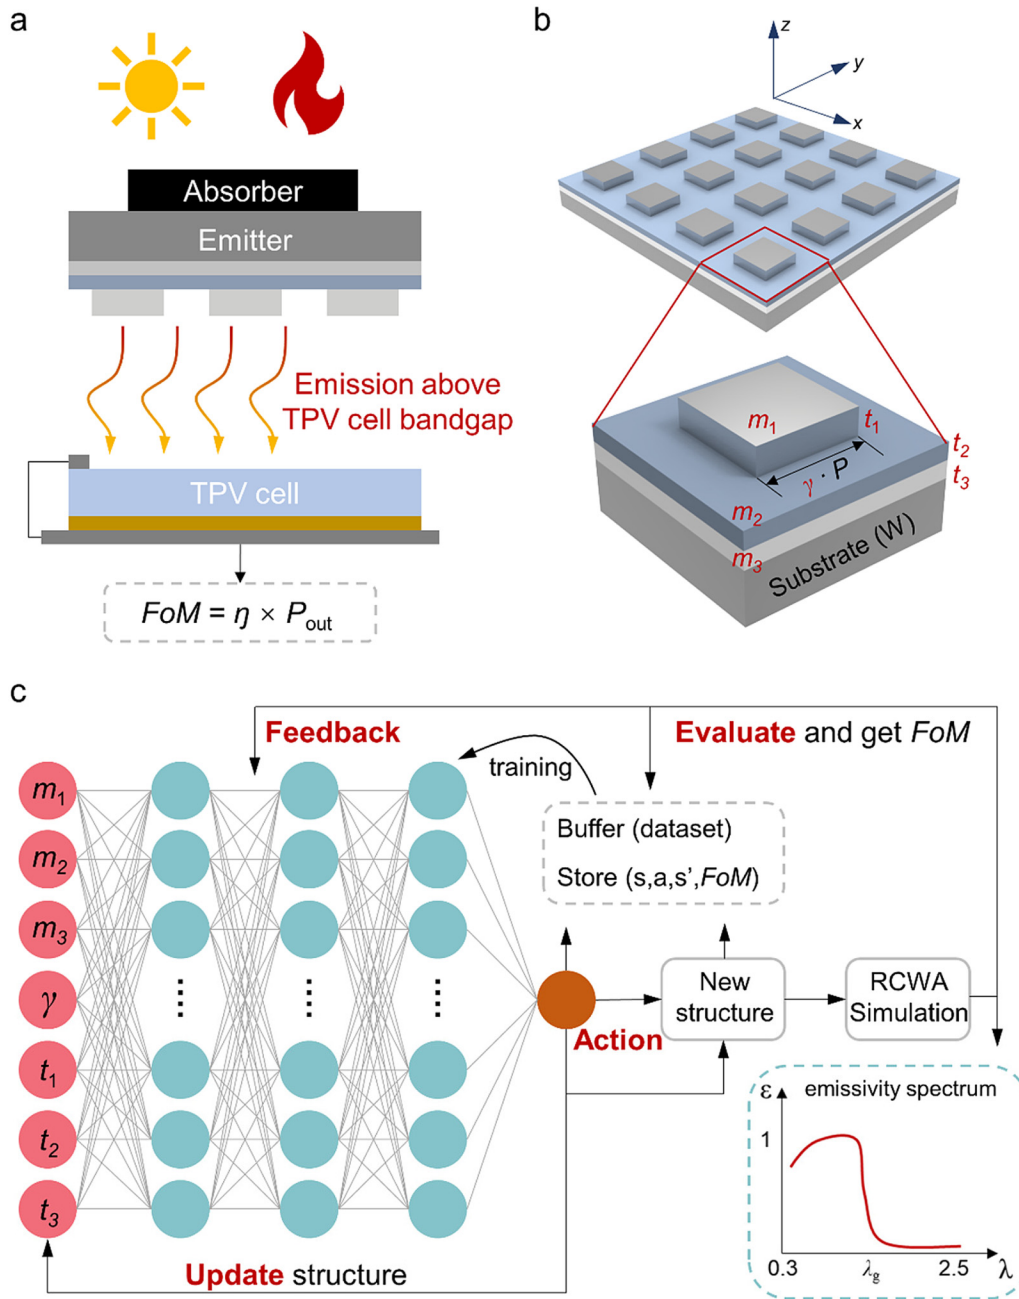 a
Absorber
Emitter
Emission above
TPV cell bandgap
TPV cell
FoM = η × P_out
b
z
y
x
m₁
t₁
t₂
t₃
γ · P
m₂
m₃
Substrate (W)
c
Feedback
Evaluate and get FoM
training
Buffer (dataset)
Store (s,a,s',FoM)
m₁
m₂
m₃
γ
t₁
t₂
t₃
Action
New
structure
RCWA
Simulation
Update structure
ε
emissivity spectrum
1
0.3
λ_g
2.5
λ